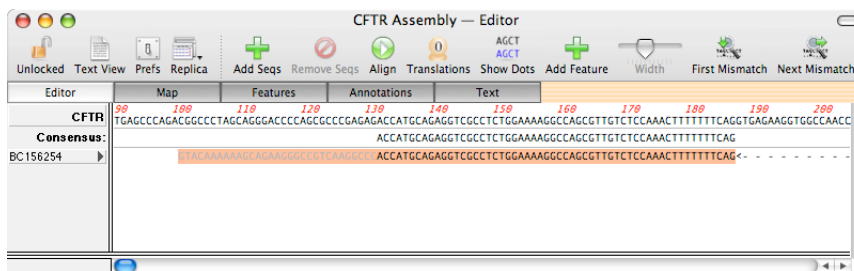 CFTR Assembly — Editor
AGCT
AGCT
Unlocked Text View Prefs Replica Add Seqs Remove Seqs Align Translations Show Dots Add Feature Width First Mismatch Next Mismatch
Editor Map Features Annotations Text
90 100 110 120 130 140 150 160 170 180 190 200
CFTR TGAGCCCAGACGGCCCTAGCAGGGACCCCAGCGCCCGAGAGACCATGCAGAGGTCGCCTCTGGAAAAGGCCAGCGTTGTCTCCAAACTTTTTTTCAGGTGAGAAGGTGGCCAACC
Consensus: ACCATGCAGAGGTCGCCTCTGGAAAAGGCCAGCGTTGTCTCCAAACTTTTTTTCAG
BC156254 GTACAAAAAAGCAGAAGGGCCGTCAAGGCCCACCATGCAGAGGTCGCCTCTGGAAAAGGCCAGCGTTGTCTCCAAACTTTTTTTCAG<- - - - - - - - -